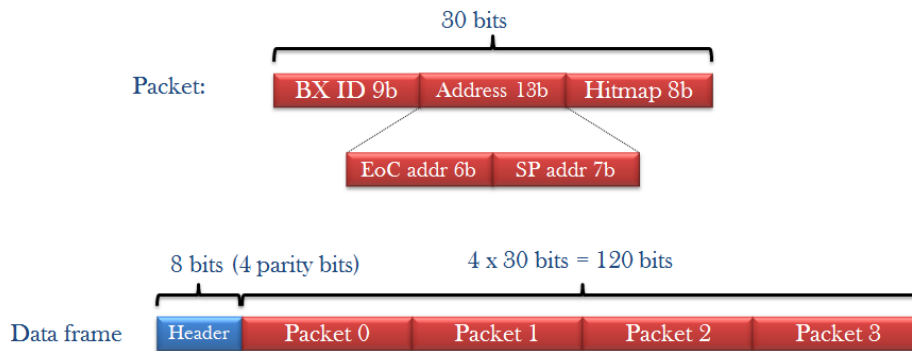 30 bits
Packet: BX ID 9b Address 13b Hitmap 8b
EoC addr 6b SP addr 7b
8 bits (4 parity bits) 4 x 30 bits = 120 bits
Data frame Header Packet 0 Packet 1 Packet 2 Packet 3